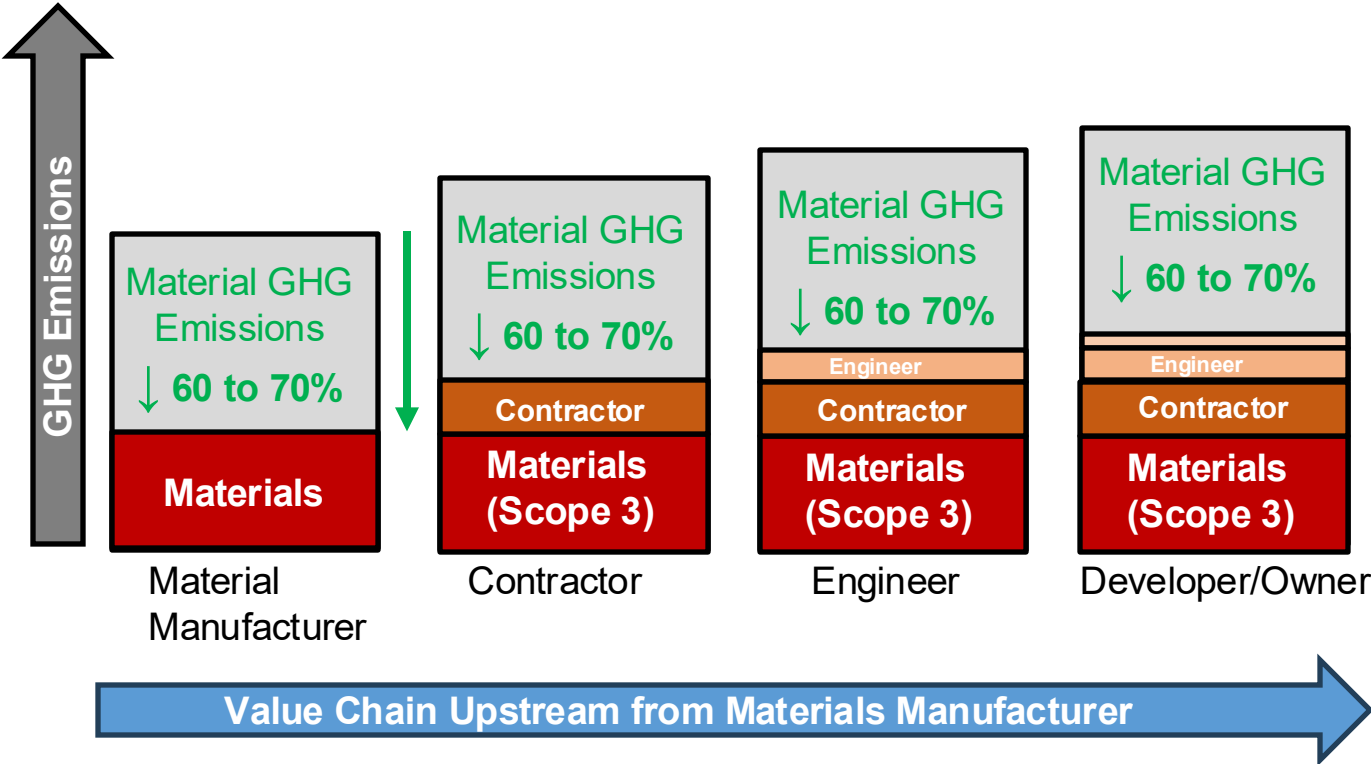 GHG Emissions
Material GHG
Emissions
↓ 60 to 70%
Materials
Material
Manufacturer
Material GHG
Emissions
↓ 60 to 70%
Contractor
Materials
(Scope 3)
Contractor
Material GHG
Emissions
↓ 60 to 70%
Engineer
Contractor
Materials
(Scope 3)
Engineer
Material GHG
Emissions
↓ 60 to 70%
Engineer
Contractor
Materials
(Scope 3)
Developer/Owner
Value Chain Upstream from Materials Manufacturer